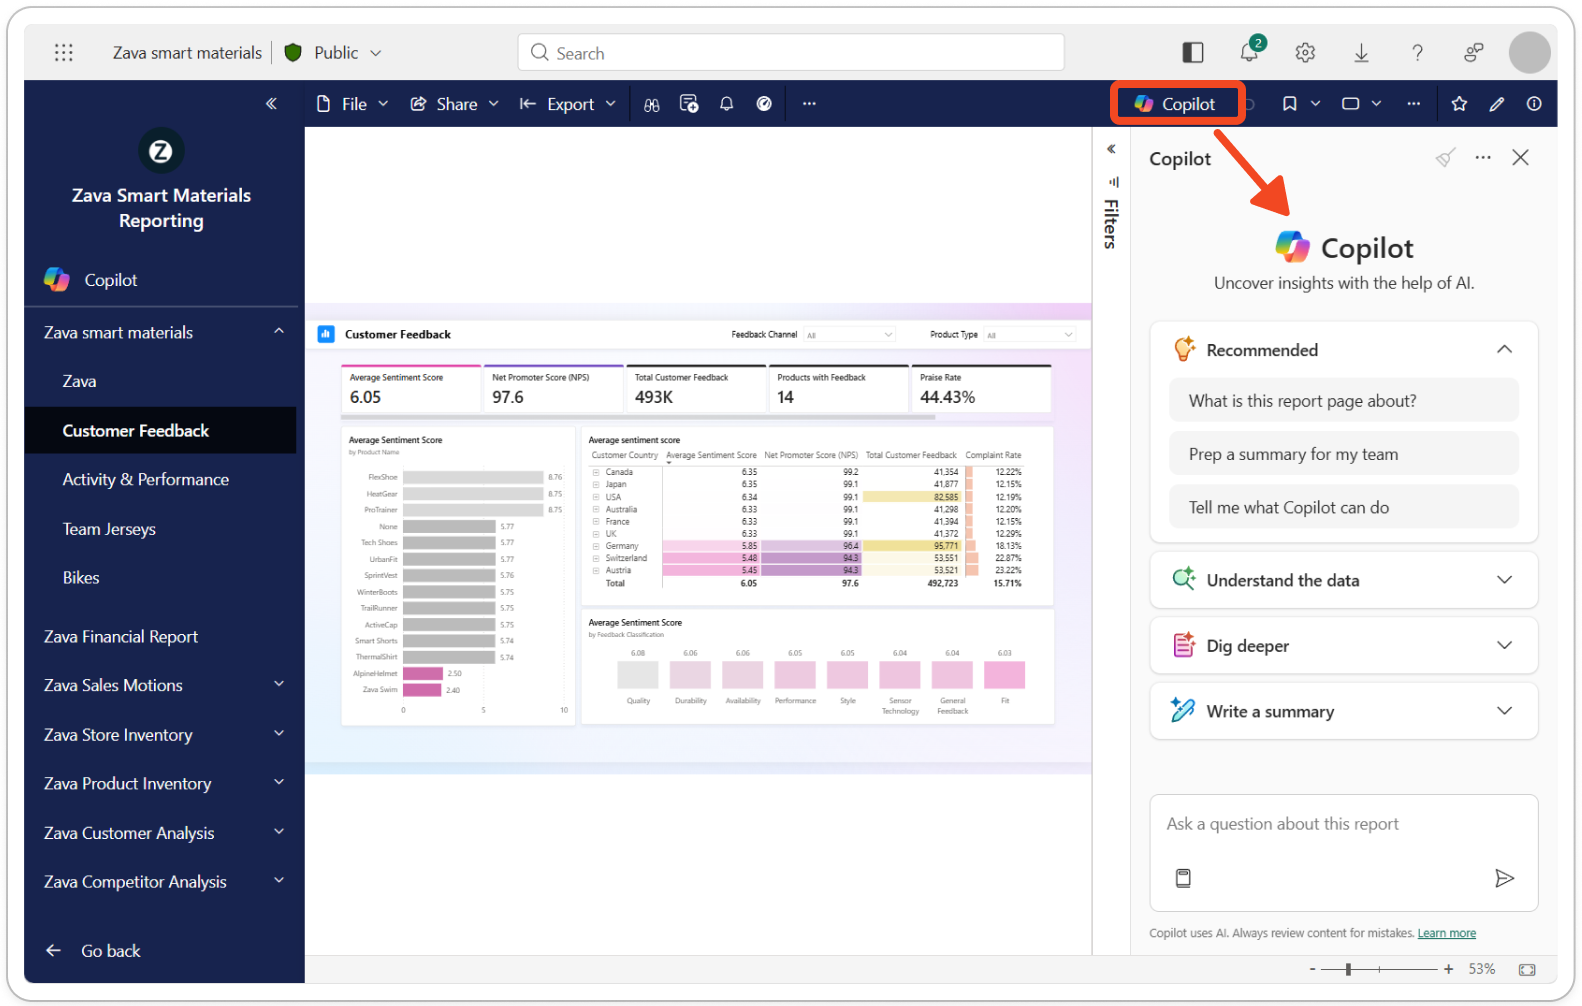 Zava smart materials
Public
Search
2
File
Share
Export
Copilot
Zava Smart Materials
Reporting
Copilot
Zava smart materials
Zava
Customer Feedback
Activity & Performance
Team Jerseys
Bikes
Zava Financial Report
Zava Sales Motions
Zava Store Inventory
Zava Product Inventory
Zava Customer Analysis
Zava Competitor Analysis
Go back
Customer Feedback
Feedback Channel All
Product Type All
Average Sentiment Score
6.05
Net Promoter Score (NPS)
97.6
Total Customer Feedback
493K
Products with Feedback
14
Praise Rate
44.43%
Average Sentiment Score
by Product Name
FlexShoe 8.76
HeatGear 8.75
ProTrainer 8.75
None 5.77
Tech Shoes 5.77
UrbanFit 5.77
SprintVest 5.76
WinterBoots 5.75
TrailRunner 5.75
ActiveCap 5.75
Smart Shorts 5.74
ThermalShirt 5.74
AlpineHelmet 2.50
Zava Swim 2.40
0 5 10
Average sentiment score
Customer Country Average Sentiment Score Net Promoter Score (NPS) Total Customer Feedback Complaint Rate
Canada 6.35 99.2 41,354 12.22%
Japan 6.35 99.1 41,877 12.15%
USA 6.34 99.1 82,585 12.19%
Australia 6.33 99.1 41,298 12.20%
France 6.33 99.1 41,394 12.15%
UK 6.33 99.1 41,372 12.29%
Germany 5.85 96.4 95,771 18.13%
Switzerland 5.48 94.3 53,551 22.87%
Austria 5.45 94.3 53,521 23.22%
Total 6.05 97.6 492,723 15.71%
Average Sentiment Score
by Feedback Classification
6.08 6.06 6.06 6.05 6.05 6.04 6.04 6.03
Quality Durability Availability Performance Style Sensor Technology General Feedback Fit
Filters
Copilot
Copilot
Uncover insights with the help of AI.
Recommended
What is this report page about?
Prep a summary for my team
Tell me what Copilot can do
Understand the data
Dig deeper
Write a summary
Ask a question about this report
Copilot uses AI. Always review content for mistakes. Learn more
- + 53%